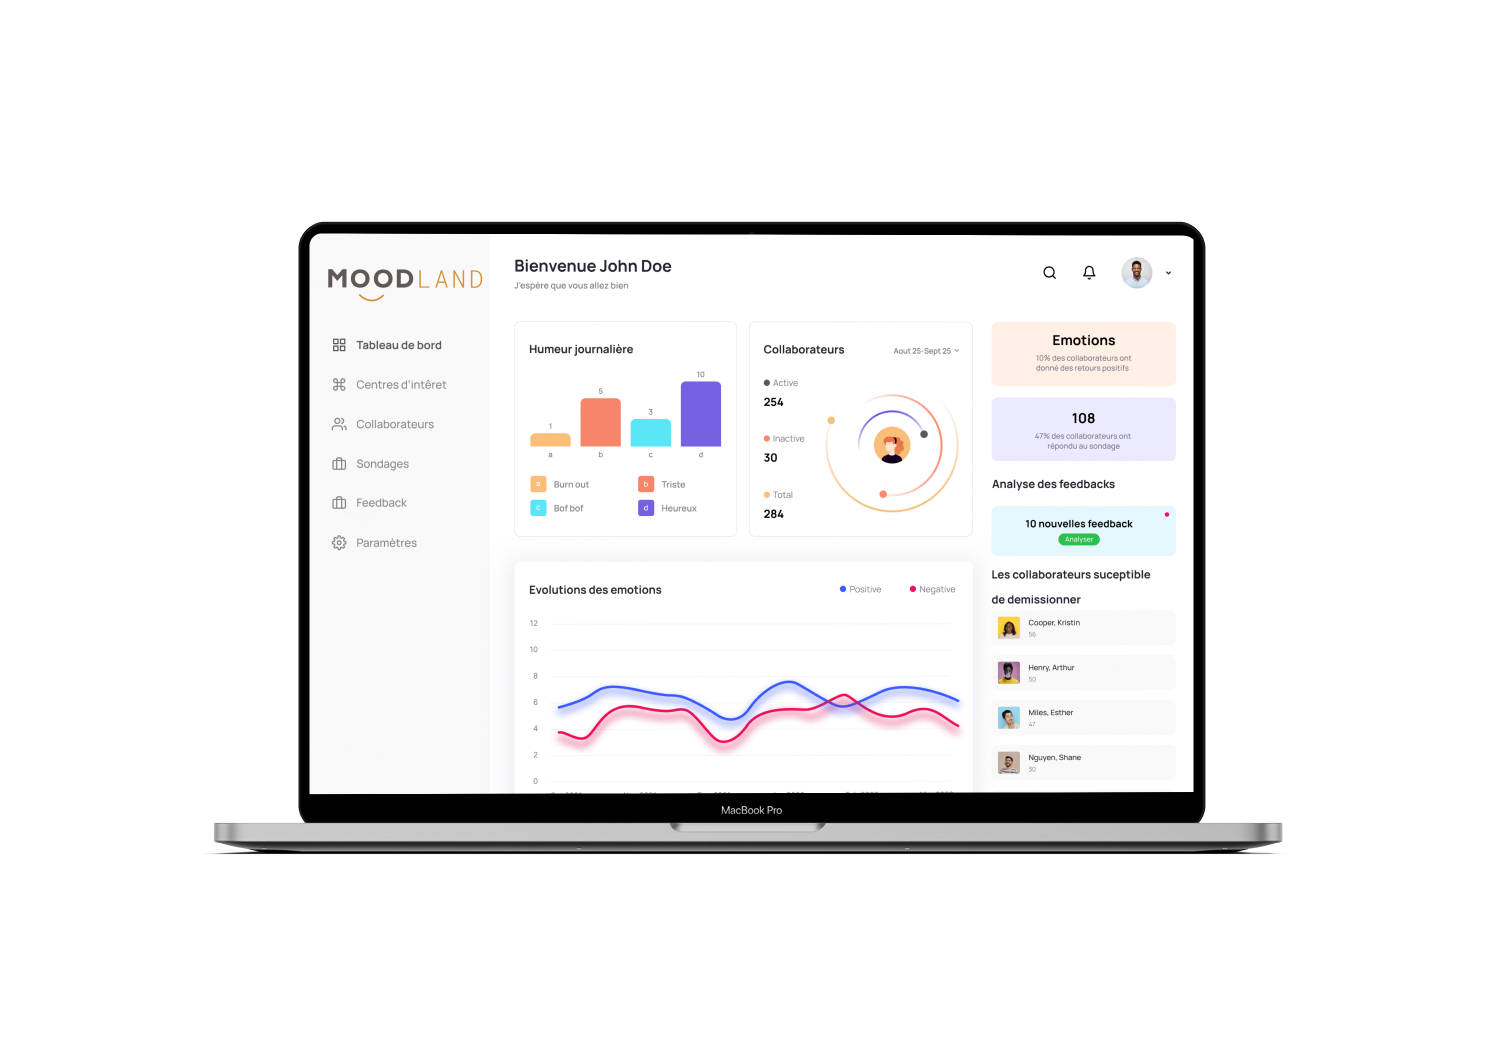 MOODLAND
Tableau de bord
Centres d'intêret
Collaborateurs
Sondages
Feedback
Paramètres
Bienvenue John Doe
J'espère que vous allez bien
Humeur journalière
1
5
3
10
a
b
c
d
a Burn out
b Triste
c Bof bof
d Heureux
Collaborateurs
Aout 25-Sept 25
Active
254
Inactive
30
Total
284
Evolutions des emotions
Positive
Negative
12
10
8
6
4
2
0
Emotions
10% des collaborateurs ont
donné des retours positifs
108
47% des collaborateurs ont
répondu au sondage
Analyse des feedbacks
10 nouvelles feedback
Analyser
Les collaborateurs suceptible
de demissionner
Cooper, Kristin
56
Henry, Arthur
50
Miles, Esther
47
Nguyen, Shane
30
MacBook Pro